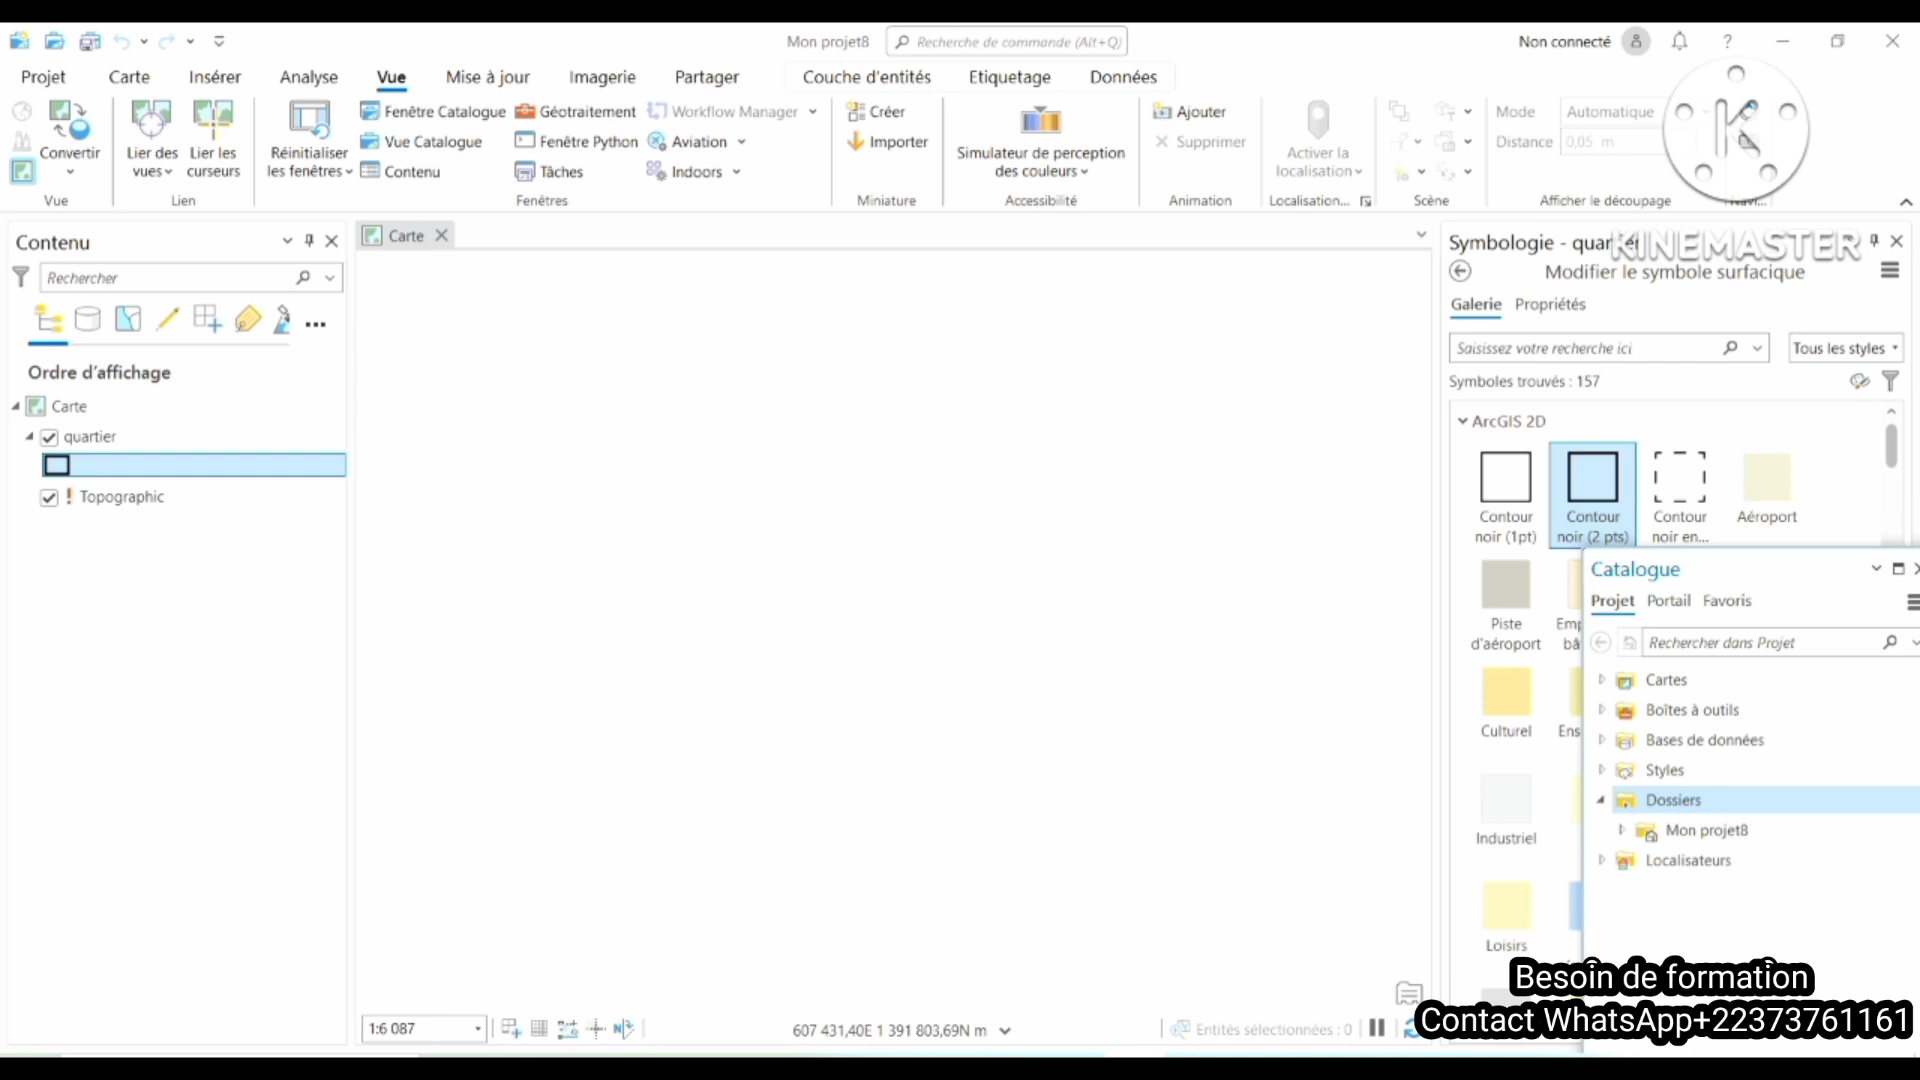 Mon projet8
Recherche de commande (Alt+Q)
Non connecté
?
Projet
Carte
Insérer
Analyse
Vue
Mise à jour
Imagerie
Partager
Couche d'entités
Etiquetage
Données
Convertir
Lier des
vues
Lier les
curseurs
Réinitialiser
les fenêtres
Fenêtre Catalogue
Vue Catalogue
Contenu
Géotraitement
Fenêtre Python
Tâches
Workflow Manager
Aviation
Indoors
Créer
Importer
Simulateur de perception
des couleurs
Ajouter
Supprimer
Activer la
localisation
Mode
Automatique
Distance
0,05 m
Vue
Lien
Fenêtres
Miniature
Accessibilité
Animation
Localisation...
Scène
Afficher le découpage
Navi...
K
KINEMASTER
Contenu
Rechercher
Ordre d'affichage
Carte
quartier
! Topographic
Carte
1:6 087
607 431,40E 1 391 803,69N m
Entités sélectionnées : 0
Symbologie - quartier
Modifier le symbole surfacique
Galerie
Propriétés
Saisissez votre recherche ici
Tous les styles
Symboles trouvés : 157
ArcGIS 2D
Contour
noir (1pt)
Contour
noir (2 pts)
Contour
noir en...
Aéroport
Piste
d'aéroport
Emp
bâ
Culturel
Ens
Industriel
Loisirs
Catalogue
Projet
Portail
Favoris
Rechercher dans Projet
Cartes
Boîtes à outils
Bases de données
Styles
Dossiers
Mon projet8
Localisateurs
Besoin de formation
Contact WhatsApp+22373761161